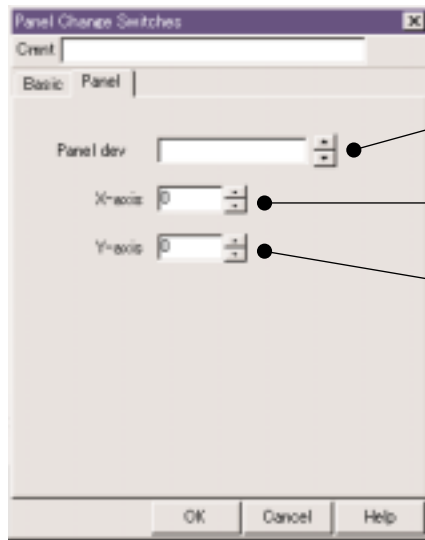 Panel Change Switches
Cmnt
Basic Panel
Panel dev
X-axis 0
Y-axis 0
OK Cancel Help